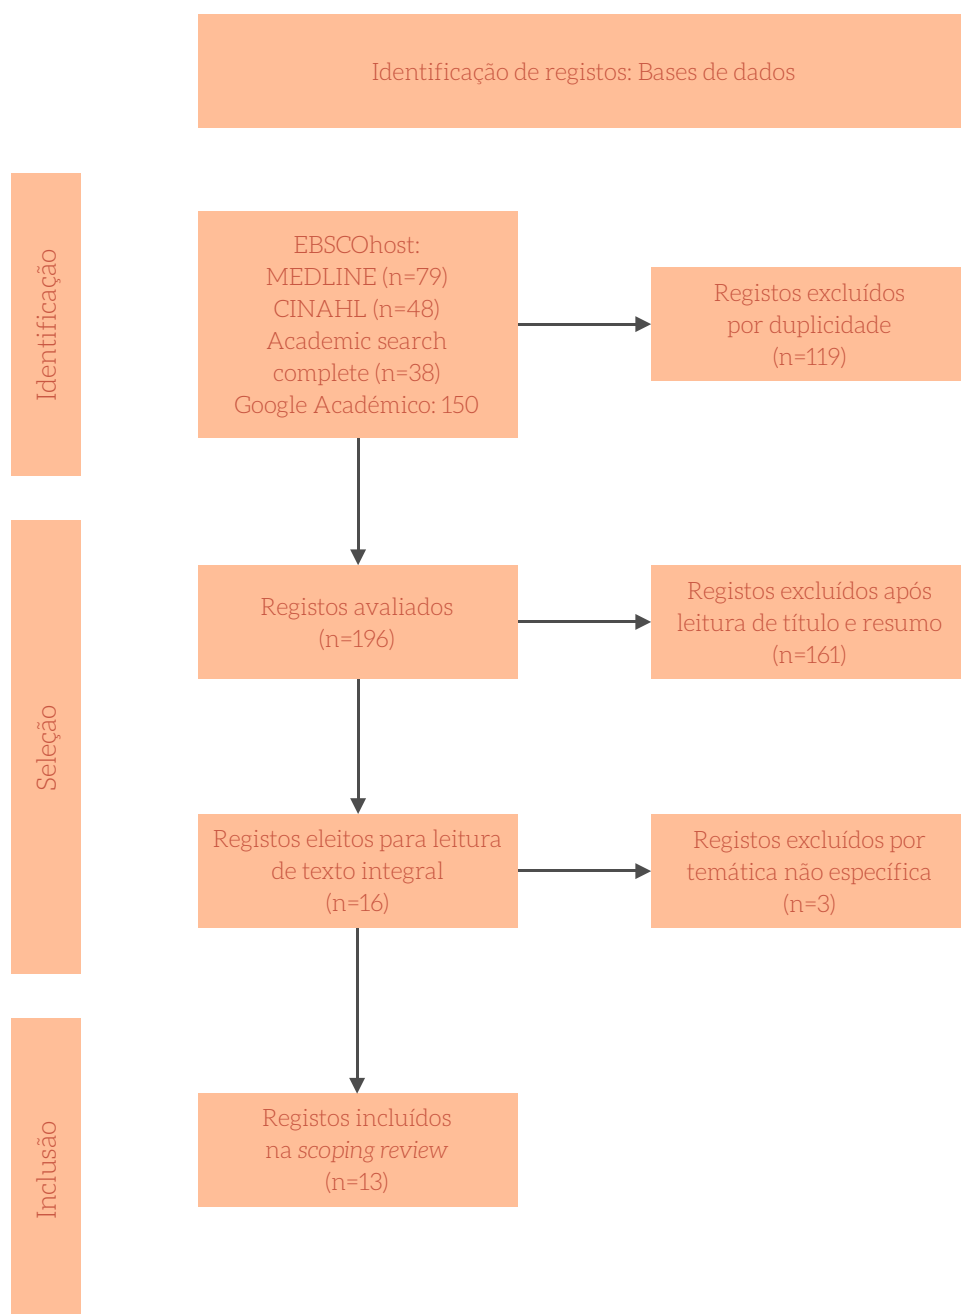 Identificação de registos: Bases de dados
Identificação
EBSCOhost:
MEDLINE (n=79)
CINAHL (n=48)
Academic search
complete (n=38)
Google Académico: 150
Registos excluídos
por duplicidade
(n=119)
Seleção
Registos avaliados
(n=196)
Registos excluídos após
leitura de título e resumo
(n=161)
Registos eleitos para leitura
de texto integral
(n=16)
Registos excluídos por
temática não específica
(n=3)
Inclusão
Registos incluídos
na scoping review
(n=13)